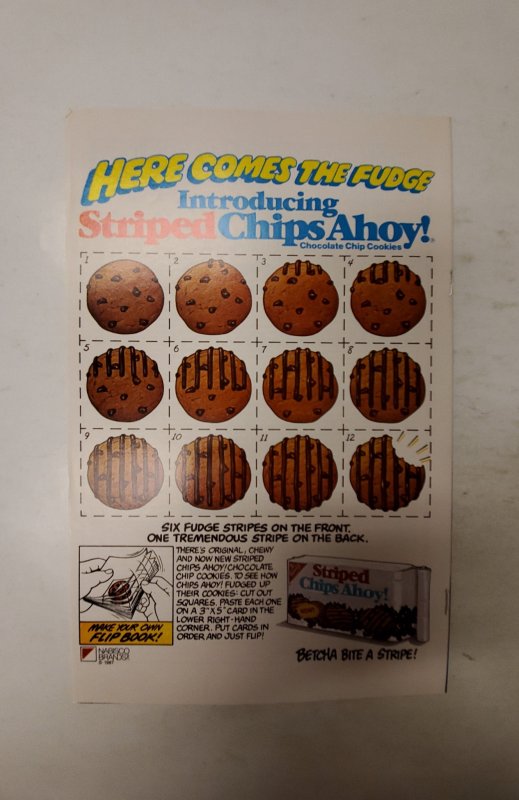 HERE COMES THE FUDGE
Introducing
Striped Chips Ahoy!
Chocolate Chip Cookies
1 2 3 4
5 6 7 8
9 10 11 12
SIX FUDGE STRIPES ON THE FRONT.
ONE TREMENDOUS STRIPE ON THE BACK.
THERE'S ORIGINAL, CHEWY
AND NOW NEW STRIPED
CHIPS AHOY! CHOCOLATE
CHIP COOKIES. TO SEE HOW
CHIPS AHOY! FUDGED UP
THEIR COOKIES: CUT OUT
SQUARES. PASTE EACH ONE
ON A 3"X5" CARD IN THE
LOWER RIGHT-HAND
CORNER. PUT CARDS IN
ORDER AND JUST FLIP!
MAKE YOUR OWN
FLIP BOOK!
NABISCO
BRANDS
© 1987
Striped
Chips Ahoy!
BETCHA BITE A STRIPE!